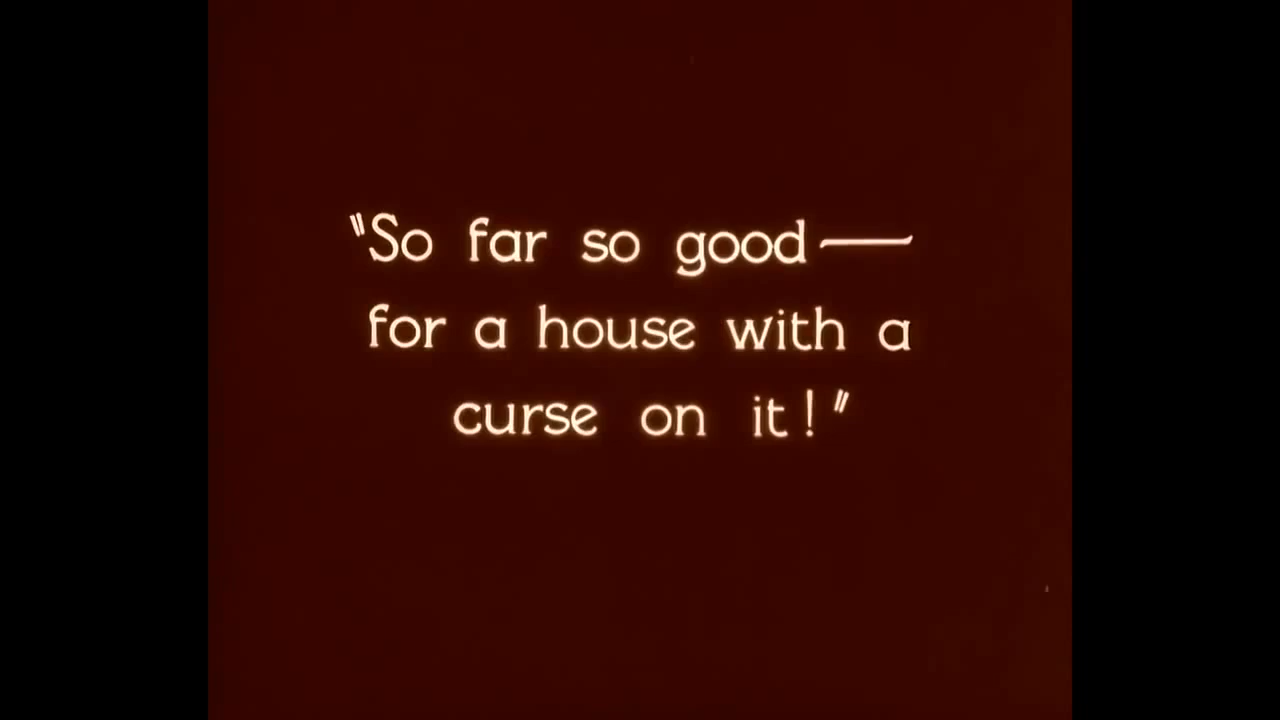 "So far so good—
for a house with a
curse on it!"